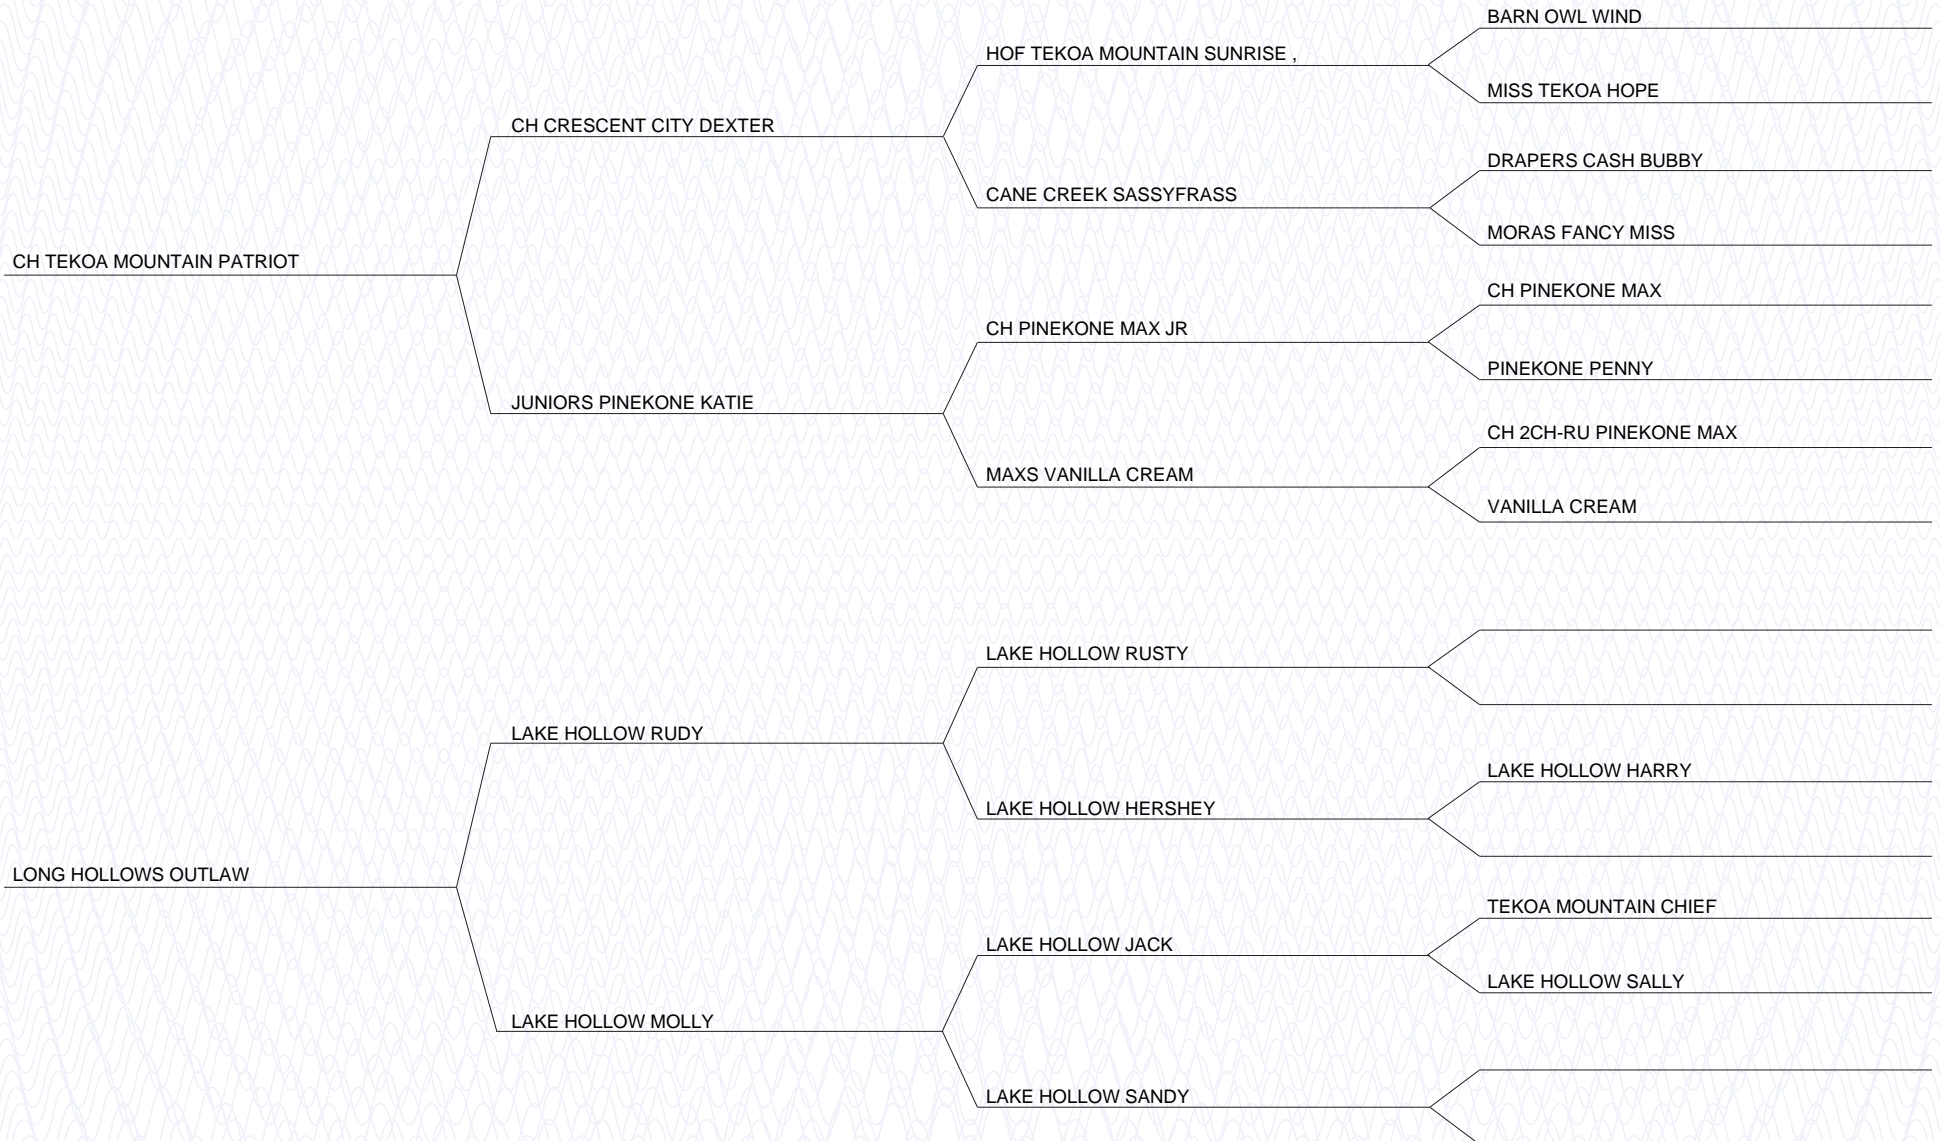 BARN OWL WIND
HOF TEKOA MOUNTAIN SUNRISE ,
MISS TEKOA HOPE
CH CRESCENT CITY DEXTER
DRAPERS CASH BUBBY
CANE CREEK SASSYFRASS
MORAS FANCY MISS
CH TEKOA MOUNTAIN PATRIOT
CH PINEKONE MAX
CH PINEKONE MAX JR
PINEKONE PENNY
JUNIORS PINEKONE KATIE
CH 2CH-RU PINEKONE MAX
MAXS VANILLA CREAM
VANILLA CREAM
LAKE HOLLOW RUSTY
LAKE HOLLOW RUDY
LAKE HOLLOW HARRY
LAKE HOLLOW HERSHEY
LONG HOLLOWS OUTLAW
TEKOA MOUNTAIN CHIEF
LAKE HOLLOW JACK
LAKE HOLLOW SALLY
LAKE HOLLOW MOLLY
LAKE HOLLOW SANDY